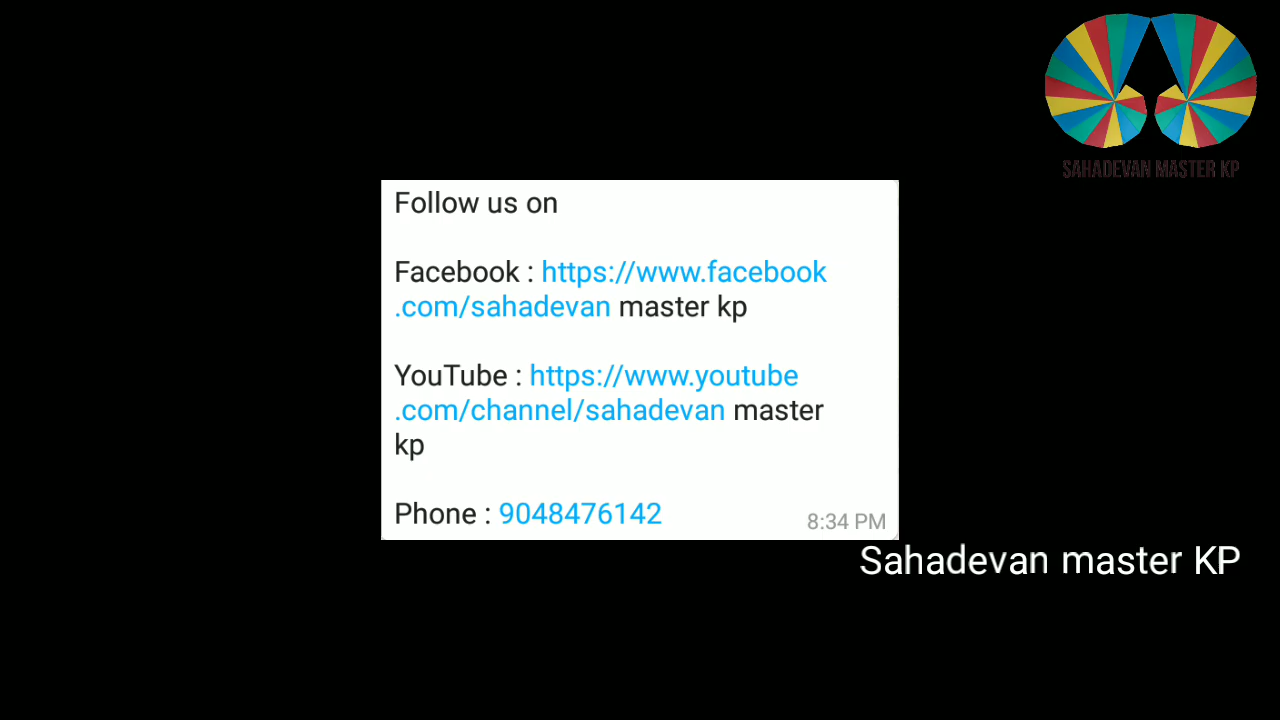 SAHADEVAN MASTER KP
Follow us on
Facebook : https://www.facebook
.com/sahadevan master kp
YouTube : https://www.youtube
.com/channel/sahadevan master
kp
Phone : 9048476142
8:34 PM
Sahadevan master KP